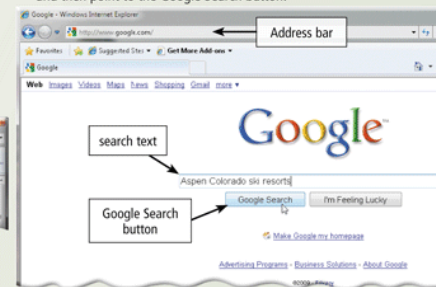 and then point to the Google Search button.
Google - Windows Internet Explorer
http://www.google.com/
Address bar
Favorites Suggested Sites Get More Add-ons
Google
Web Images Videos Maps News Shopping Gmail more
Google
search text
Aspen Colorado ski resorts
Google Search I'm Feeling Lucky
Google Search
button
Make Google my homepage
Advertising Programs - Business Solutions - About Google
©2009 - Privacy